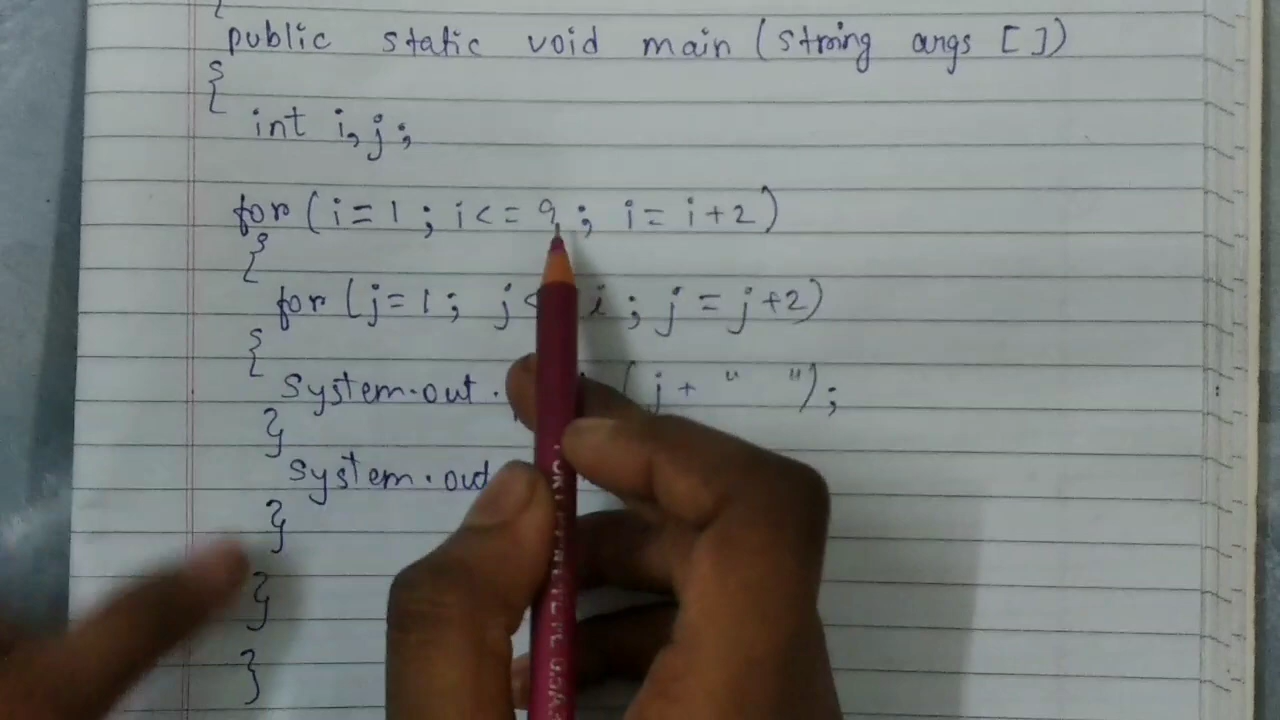 {
public static void main (string args [ ])
{
int i, j ;
for ( i = 1 ; i < = 9 ; i = i + 2 )
{
for ( j = 1 ; j < i ; j = j + 2 )
{
System.out. ( j + " " ) ;
}
System.out
}
}
}